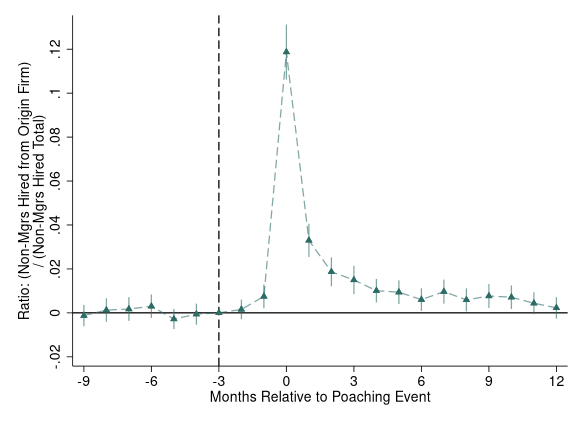 Ratio: (Non-Mgrs Hired from Origin Firm)
/ (Non-Mgrs Hired Total)
.12
.1
.08
.06
.04
.02
0
-.02
-9 -6 -3 0 3 6 9 12
Months Relative to Poaching Event